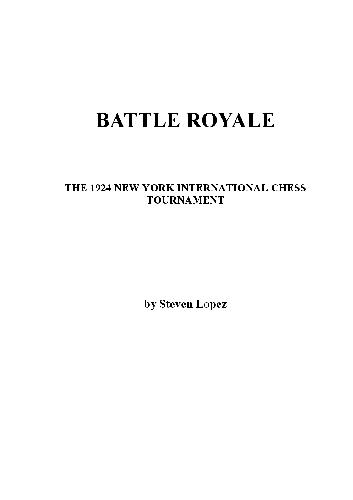 BATTLE ROYALE
THE 1924 NEW YORK INTERNATIONAL CHESS
TOURNAMENT
by Steven Lopez